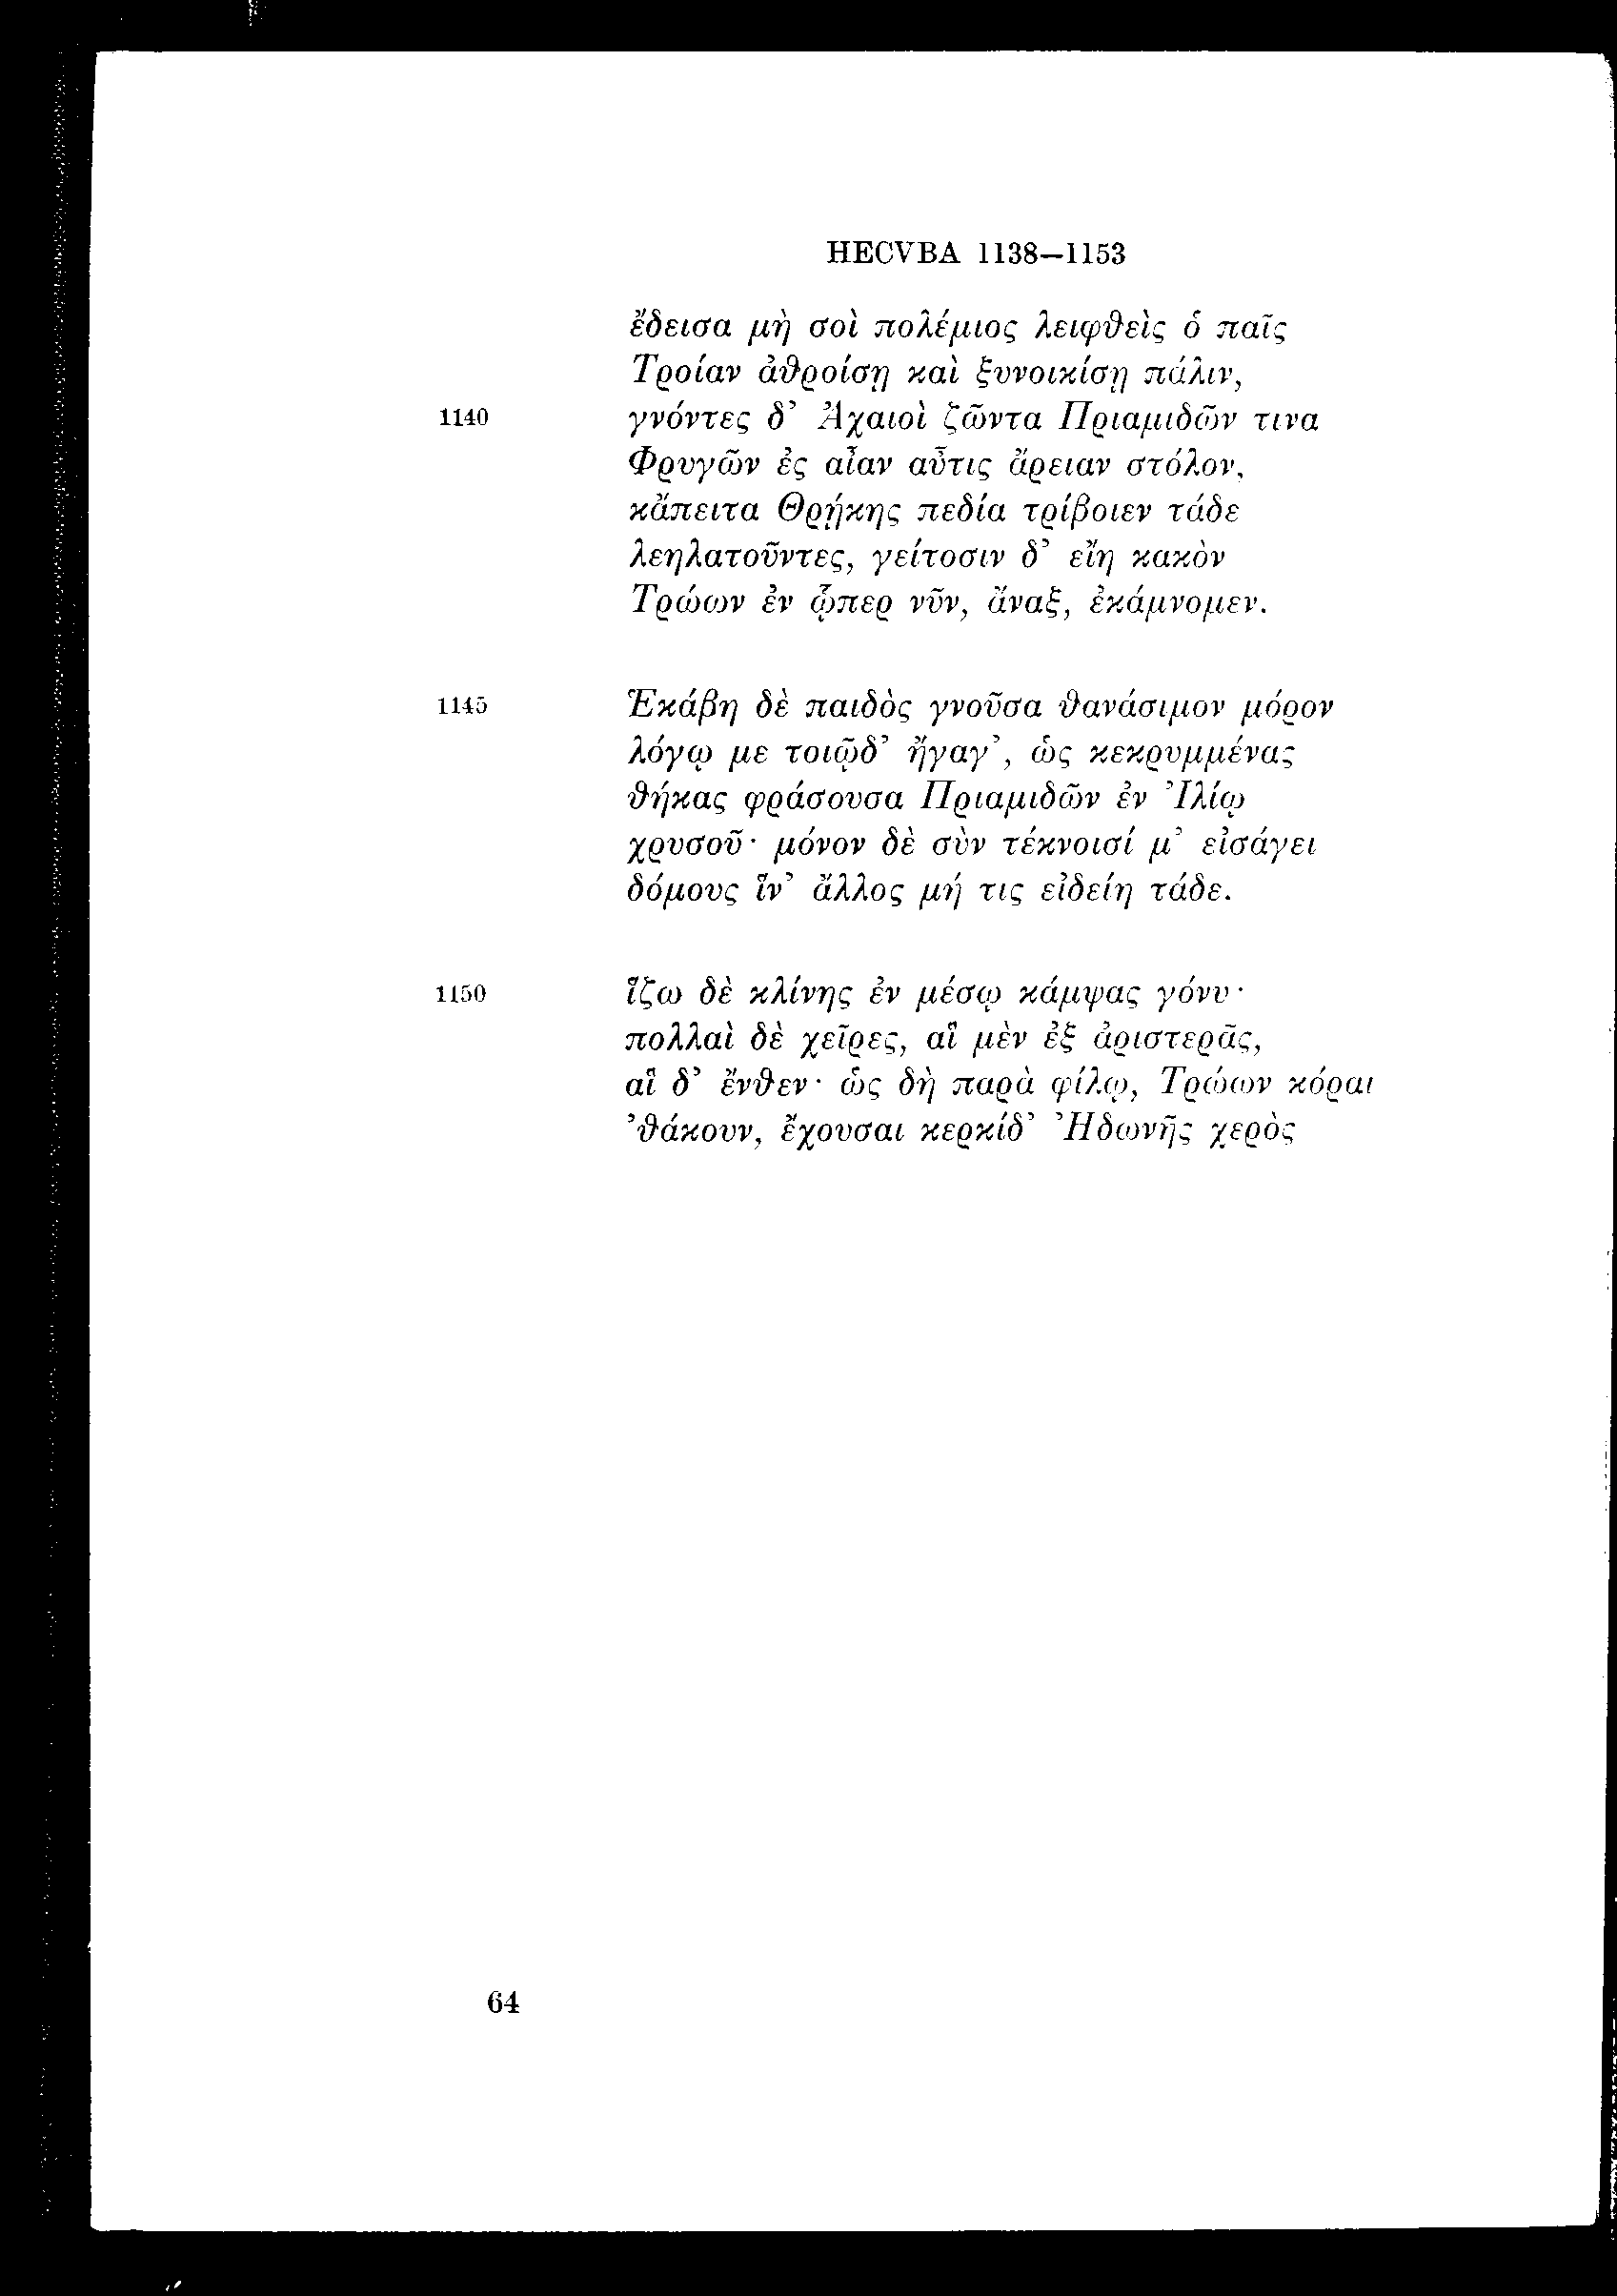 HECVBA 1138–1153
ἔδεισα μὴ σοὶ πολέμιος λειφθεὶς ὁ παῖς
Τροίαν ἀθροίσῃ καὶ ξυνοικίσῃ πάλιν,
1140 γνόντες δ’ Ἀχαιοὶ ζῶντα Πριαμιδῶν τινα
Φρυγῶν ἐς αἶαν αὖτις ἄρειαν στόλον,
κἄπειτα Θρῄκης πεδία τρίβοιεν τάδε
λεηλατοῦντες, γείτοσιν δ’ εἴη κακὸν
Τρώων ἐν ᾧπερ νῦν, ἄναξ, ἐκάμνομεν.
1145 Ἑκάβη δὲ παιδὸς γνοῦσα θανάσιμον μόρον
λόγῳ με τοιῷδ’ ἤγαγ’, ὡς κεκρυμμένας
θήκας φράσουσα Πριαμιδῶν ἐν Ἰλίῳ
χρυσοῦ· μόνον δὲ σὺν τέκνοισί μ’ εἰσάγει
δόμους ἵν’ ἄλλος μή τις εἰδείη τάδε.
1150 ἵζω δὲ κλίνης ἐν μέσῳ κάμψας γόνυ·
πολλαὶ δὲ χεῖρες, αἳ μὲν ἐξ ἀριστερᾶς,
αἳ δ’ ἔνθεν· ὡς δὴ παρὰ φίλῳ, Τρώων κόραι
’θάκουν, ἔχουσαι κερκίδ’ Ἠδωνῆς χερὸς
64